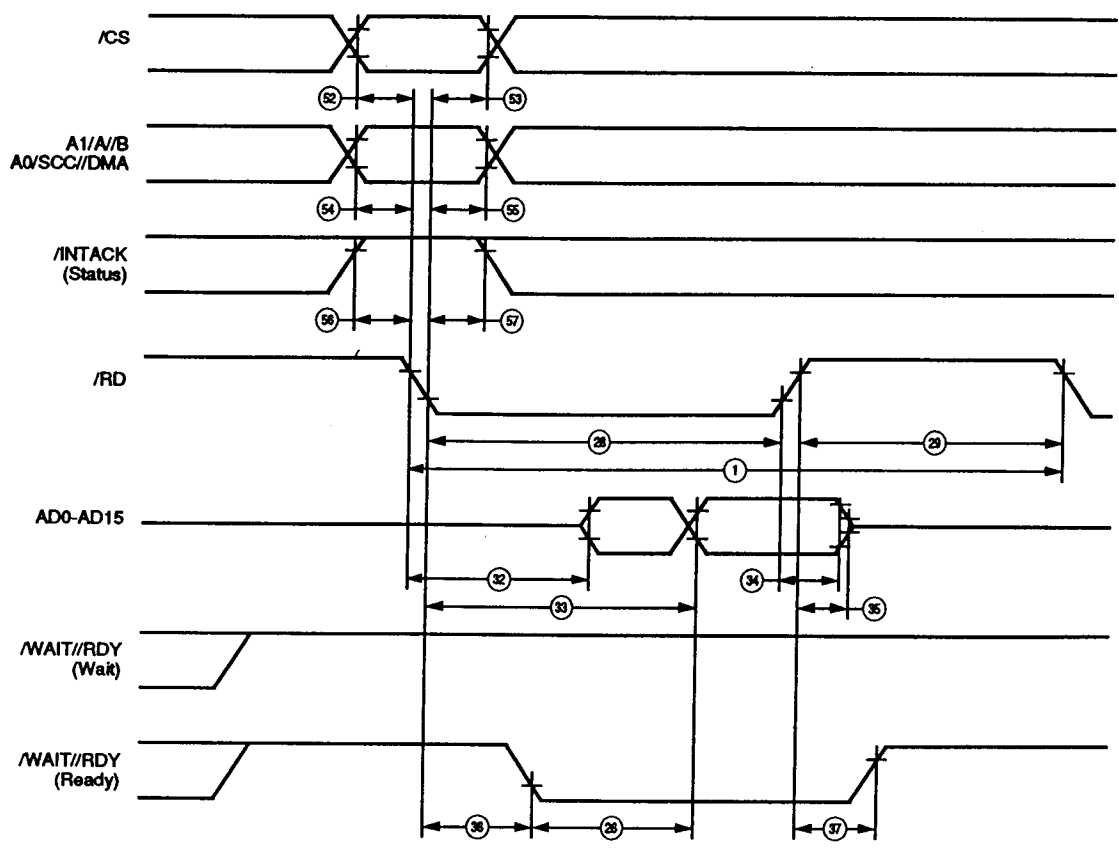 /CS
52
53
A1/A//B
A0/SCC//DMA
54
55
/INTACK
(Status)
56
57
/RD
28
29
1
AD0-AD15
32
34
33
35
/WAIT//RDY
(Wait)
/WAIT//RDY
(Ready)
36
26
37